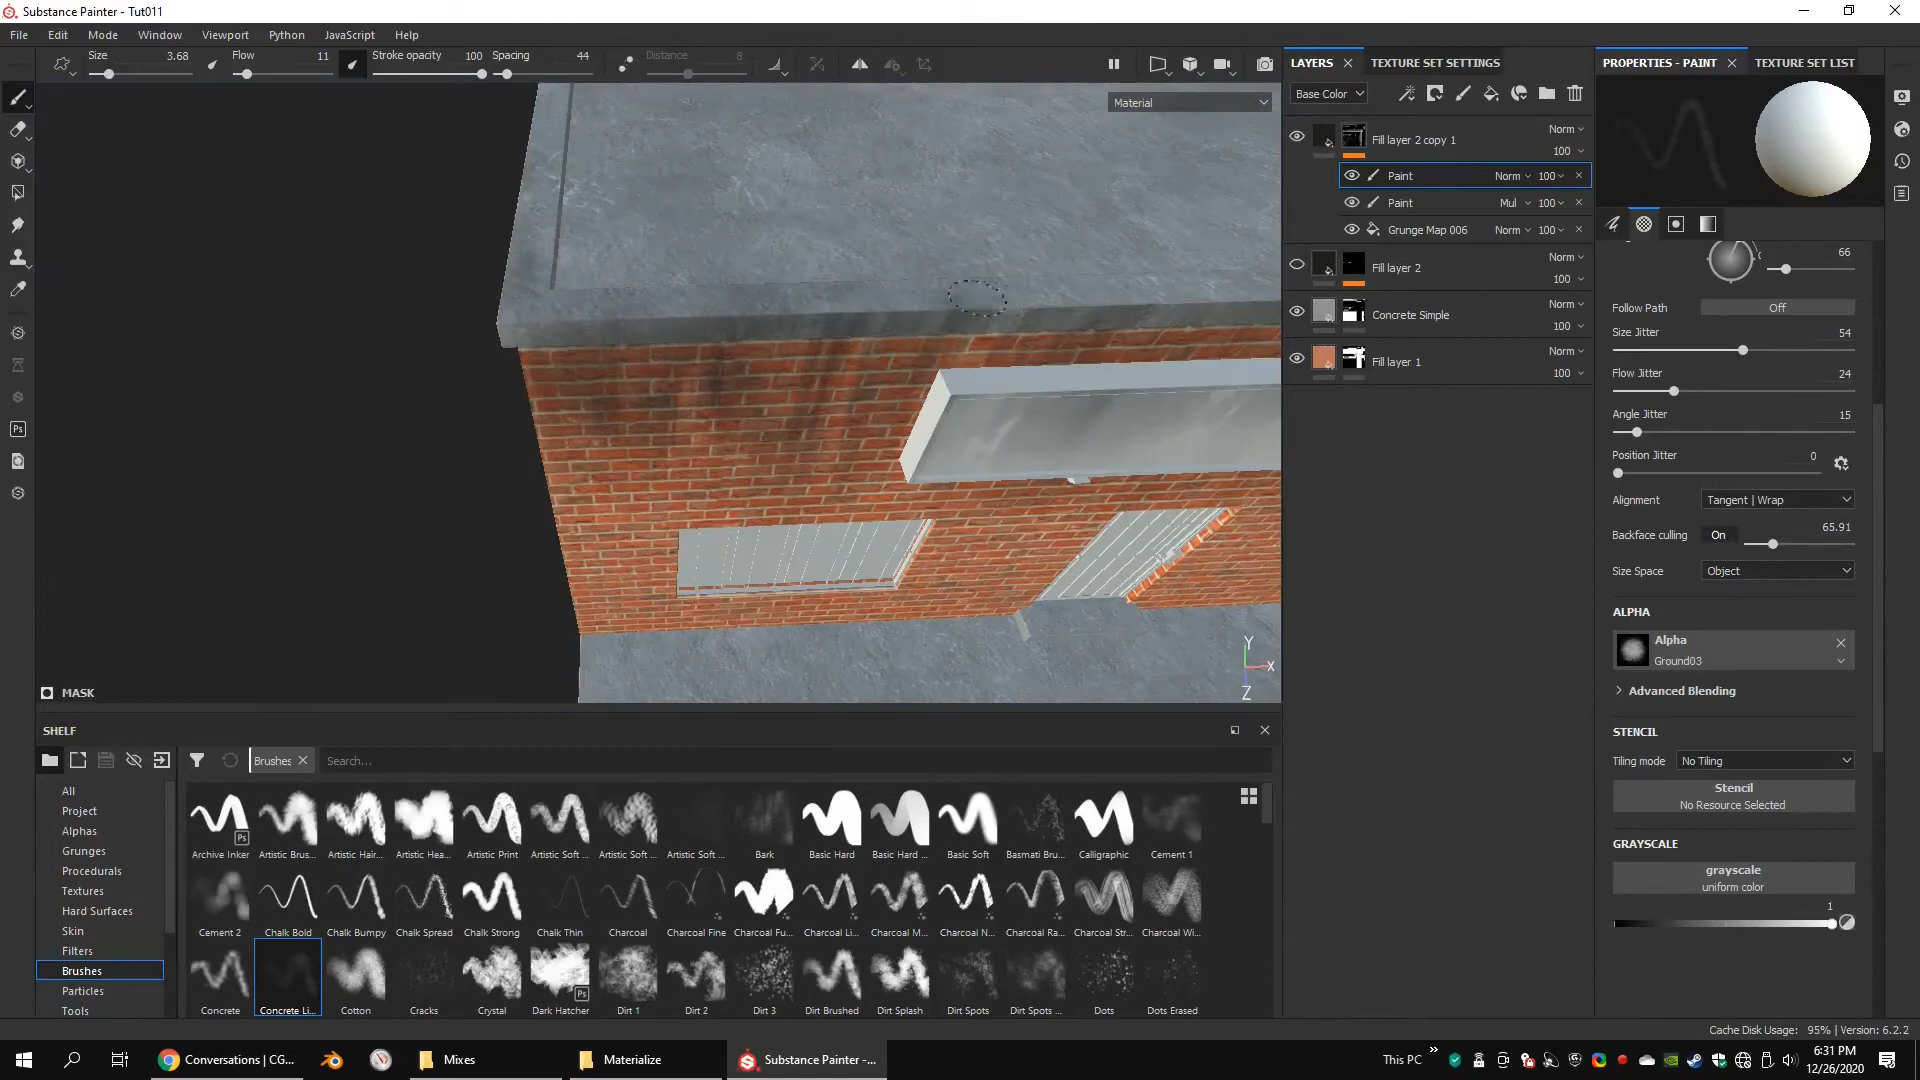 Substance Painter - Tut011
File Edit Mode Window Viewport Python JavaScript Help
Size 3.68 Flow 11 Stroke opacity 100 Spacing 44 Distance 8
Material
MASK
Y
X
Z
LAYERS TEXTURE SET SETTINGS
Base Color
Fill layer 2 copy 1 Norm 100
Paint Norm 100
Paint Mul 100
Grunge Map 006 Norm 100
Fill layer 2 Norm 100
Concrete Simple Norm 100
Fill layer 1 Norm 100
PROPERTIES - PAINT TEXTURE SET LIST
66
Follow Path Off
Size Jitter 54
Flow Jitter 24
Angle Jitter 15
Position Jitter 0
Alignment Tangent | Wrap
Backface culling On 65.91
Size Space Object
ALPHA
Alpha
Ground03
Advanced Blending
STENCIL
Tiling mode No Tiling
Stencil
No Resource Selected
GRAYSCALE
grayscale
uniform color
1
SHELF
Brushes Search...
All
Project
Alphas
Grunges
Procedurals
Textures
Hard Surfaces
Skin
Filters
Brushes
Particles
Tools
Ps
Ps
Archive Inker Artistic Brus... Artistic Hair... Artistic Hea... Artistic Print Artistic Soft ... Artistic Soft ... Artistic Soft ... Bark Basic Hard Basic Hard ... Basic Soft Basmati Bru... Calligraphic Cement 1
Cement 2 Chalk Bold Chalk Bumpy Chalk Spread Chalk Strong Chalk Thin Charcoal Charcoal Fine Charcoal Fu... Charcoal Li... Charcoal M... Charcoal N... Charcoal Ra... Charcoal Str... Charcoal Wi...
Ps
Concrete Concrete Li... Cotton Cracks Crystal Dark Hatcher Dirt 1 Dirt 2 Dirt 3 Dirt Brushed Dirt Splash Dirt Spots Dirt Spots ... Dots Dots Erased
Cache Disk Usage: 95% | Version: 6.2.2
Conversations | CG... Mixes Materialize Substance Painter -... This PC 6:31 PM
12/26/2020